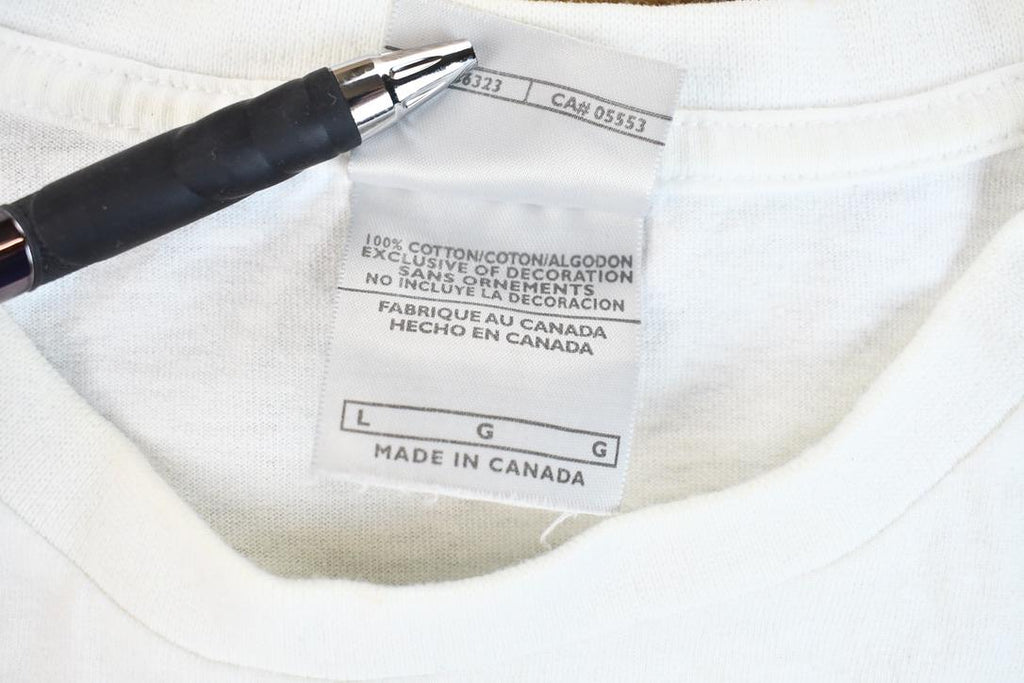 CA# 05553
100% COTTON/COTON/ALGODON
EXCLUSIVE OF DECORATION
SANS ORNEMENTS
NO INCLUYE LA DECORACION
FABRIQUE AU CANADA
HECHO EN CANADA
L G G
MADE IN CANADA